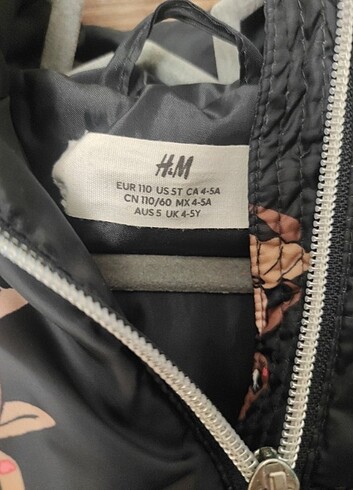 H&M
EUR 110 US 5T CA 4-5A
CN 110/60 MX 4-5A
AUS 5 UK 4-5Y